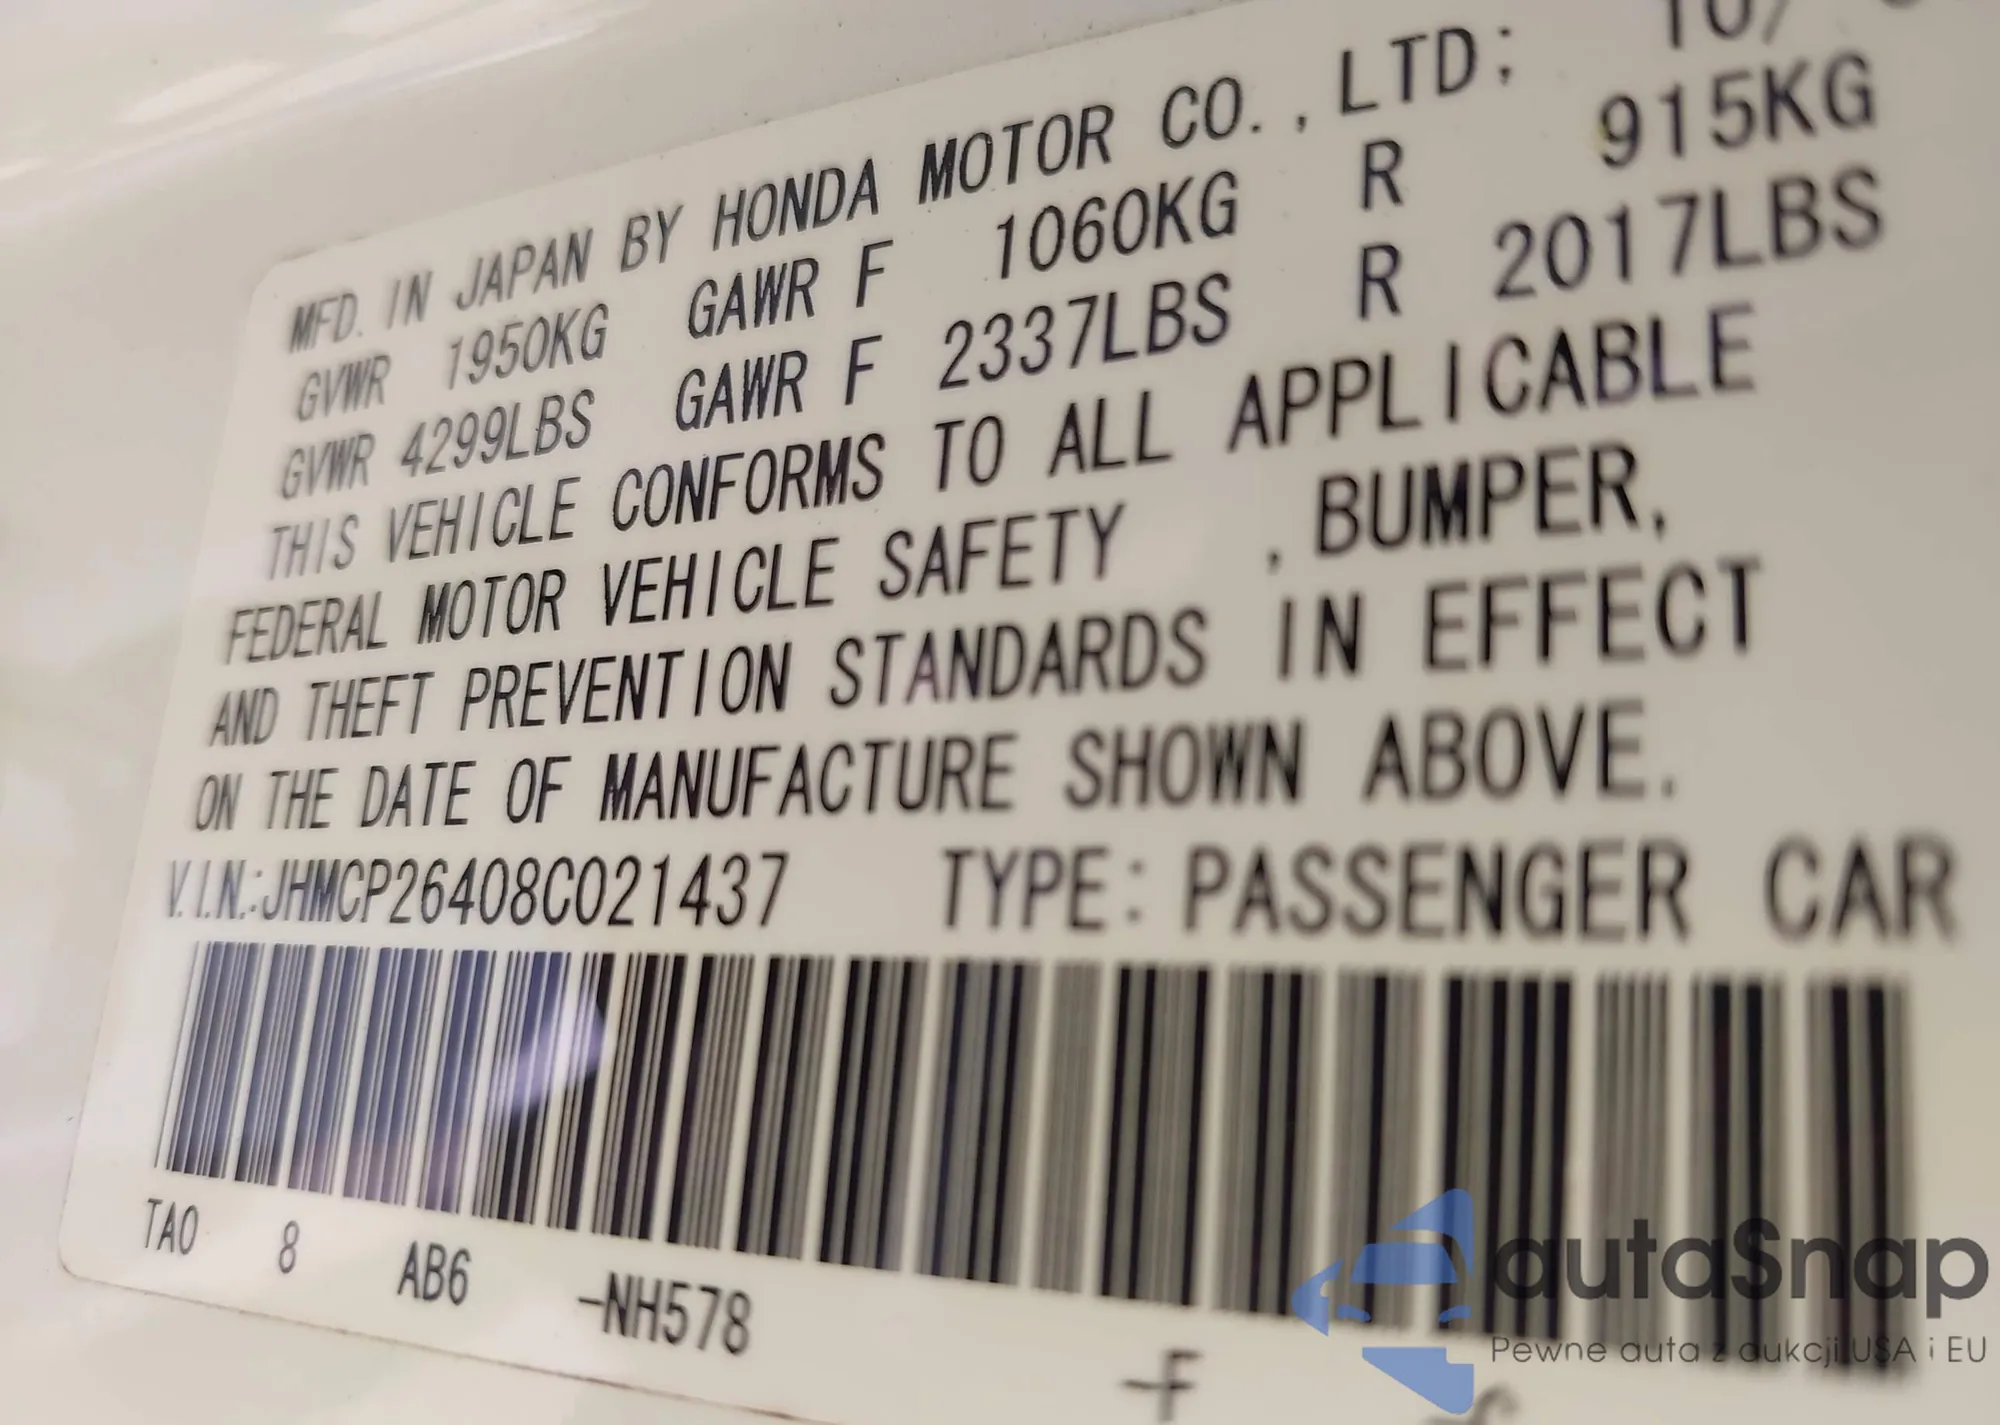 MFD. IN JAPAN BY HONDA MOTOR CO., LTD; 10/
GVWR 1950KG GAWR F 1060KG R 915KG
GVWR 4299LBS GAWR F 2337LBS R 2017LBS
THIS VEHICLE CONFORMS TO ALL APPLICABLE
FEDERAL MOTOR VEHICLE SAFETY , BUMPER,
AND THEFT PREVENTION STANDARDS IN EFFECT
ON THE DATE OF MANUFACTURE SHOWN ABOVE.
V.I.N.:JHMCP26408C021437 TYPE: PASSENGER CAR
TA0 8 AB6 -NH578
-F
autaSnap
Pewne auta z aukcji USA i EU